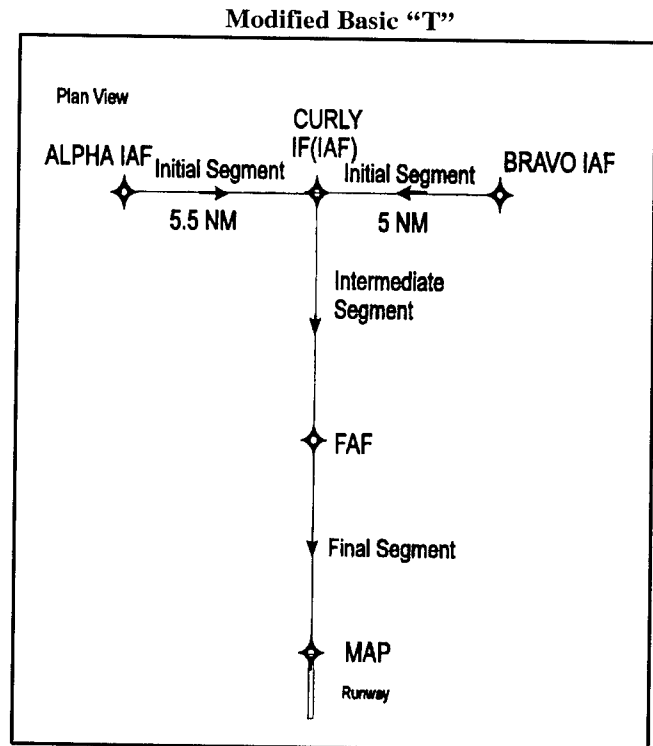 Modified Basic “T”
Plan View
CURLY
IF(IAF)
ALPHA IAF
BRAVO IAF
Initial Segment
Initial Segment
5.5 NM
5 NM
Intermediate
Segment
FAF
Final Segment
MAP
Runway